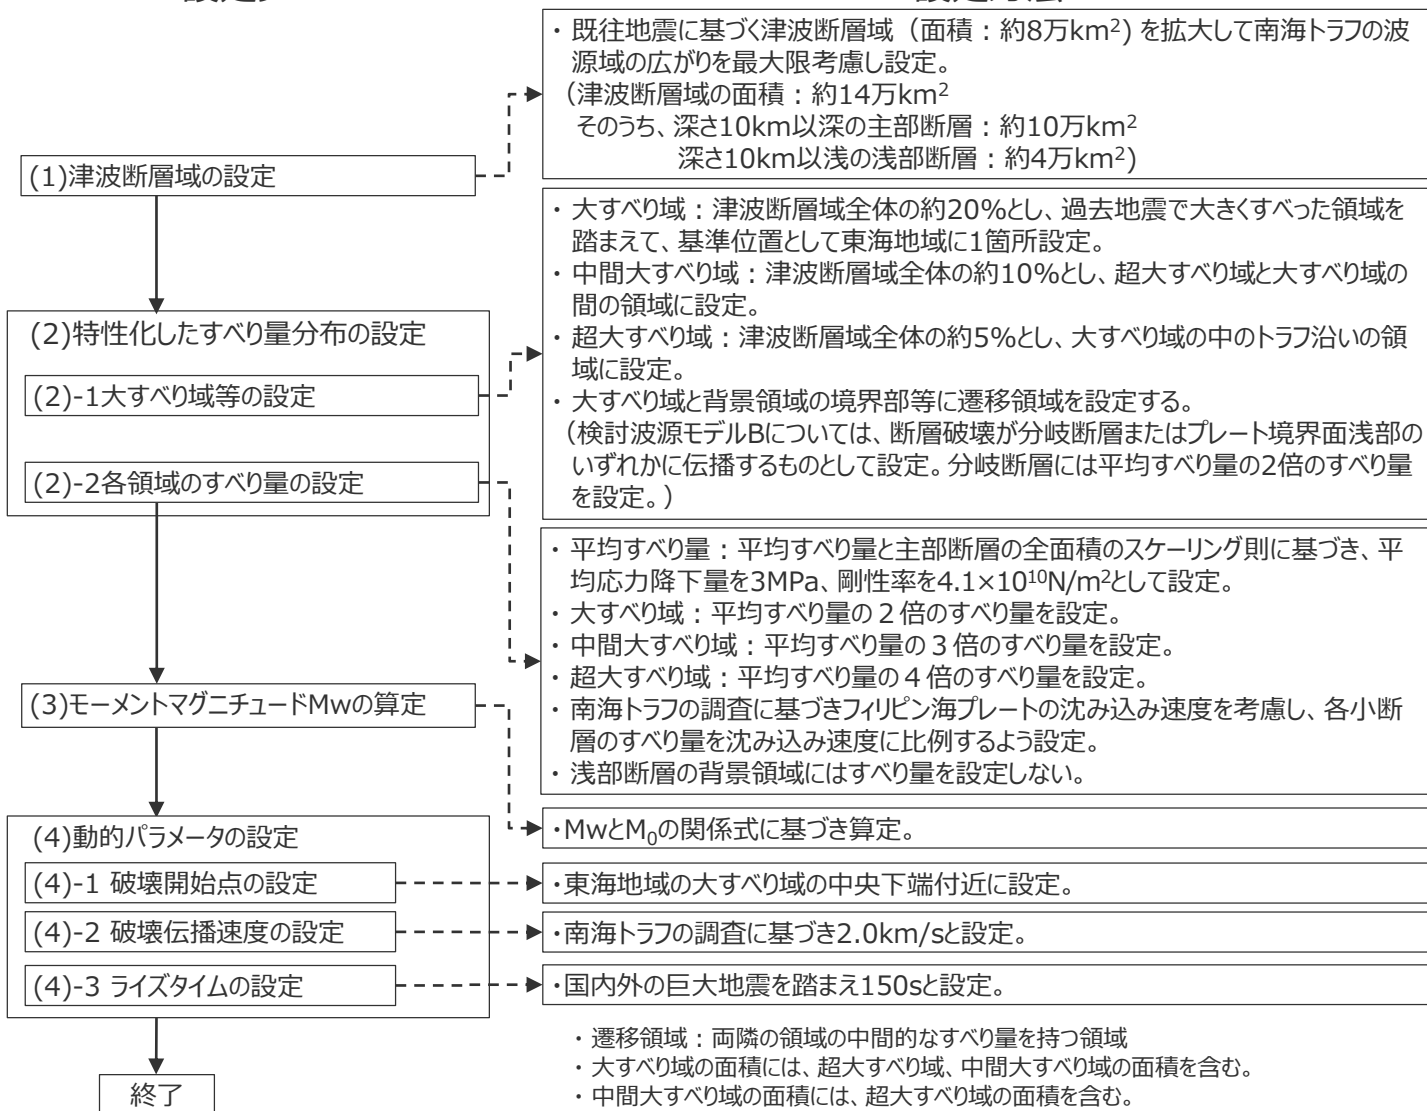 ・ 既往地震に基づく津波断層域（面積：約8万km²) を拡大して南海トラフの波
源域の広がりを最大限考慮し設定。
（津波断層域の面積：約14万km²
そのうち、深さ10km以深の主部断層：約10万km²
深さ10km以浅の浅部断層：約4万km²)
(1)津波断層域の設定
・ 大すべり域：津波断層域全体の約20%とし、過去地震で大きくすべった領域を
踏まえて、基準位置として東海地域に1箇所設定。
・ 中間大すべり域：津波断層域全体の約10%とし、超大すべり域と大すべり域の
間の領域に設定。
・ 超大すべり域：津波断層域全体の約5%とし、大すべり域の中のトラフ沿いの領
域に設定。
・ 大すべり域と背景領域の境界部等に遷移領域を設定する。
（検討波源モデルBについては、断層破壊が分岐断層またはプレート境界面浅部の
いずれかに伝播するものとして設定。分岐断層には平均すべり量の2倍のすべり量
を設定。）
(2)特性化したすべり量分布の設定
(2)-1大すべり域等の設定
(2)-2各領域のすべり量の設定
・ 平均すべり量：平均すべり量と主部断層の全面積のスケーリング則に基づき、平
均応力降下量を3MPa、剛性率を4.1×10¹⁰N/m²として設定。
・ 大すべり域：平均すべり量の２倍のすべり量を設定。
・ 中間大すべり域：平均すべり量の３倍のすべり量を設定。
・ 超大すべり域：平均すべり量の４倍のすべり量を設定。
・ 南海トラフの調査に基づきフィリピン海プレートの沈み込み速度を考慮し、各小断
層のすべり量を沈み込み速度に比例するよう設定。
・ 浅部断層の背景領域にはすべり量を設定しない。
(3)モーメントマグニチュードMwの算定
・MwとM₀の関係式に基づき算定。
(4)動的パラメータの設定
(4)-1 破壊開始点の設定
・東海地域の大すべり域の中央下端付近に設定。
(4)-2 破壊伝播速度の設定
・南海トラフの調査に基づき2.0km/sと設定。
(4)-3 ライズタイムの設定
・国内外の巨大地震を踏まえ150sと設定。
・ 遷移領域：両隣の領域の中間的なすべり量を持つ領域
・ 大すべり域の面積には、超大すべり域、中間大すべり域の面積を含む。
・ 中間大すべり域の面積には、超大すべり域の面積を含む。
終了